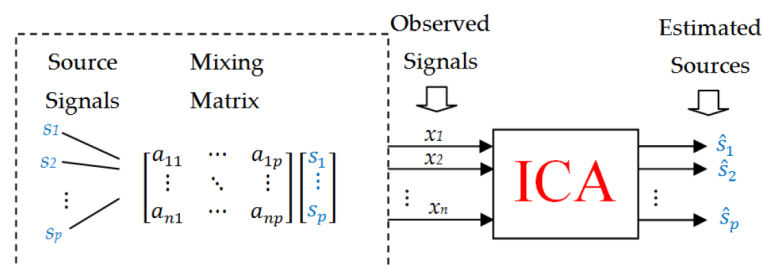 Observed
Signals
Estimated
Sources
Source
Signals
Mixing
Matrix
s1
s2
⋮
sp
[a11 ⋯ a1p] [s1]
[⋮ ⋱ ⋮] [⋮]
[an1 ⋯ anp] [sp]
x1
x2
⋮
xn
ICA
ŝ1
ŝ2
⋮
ŝp